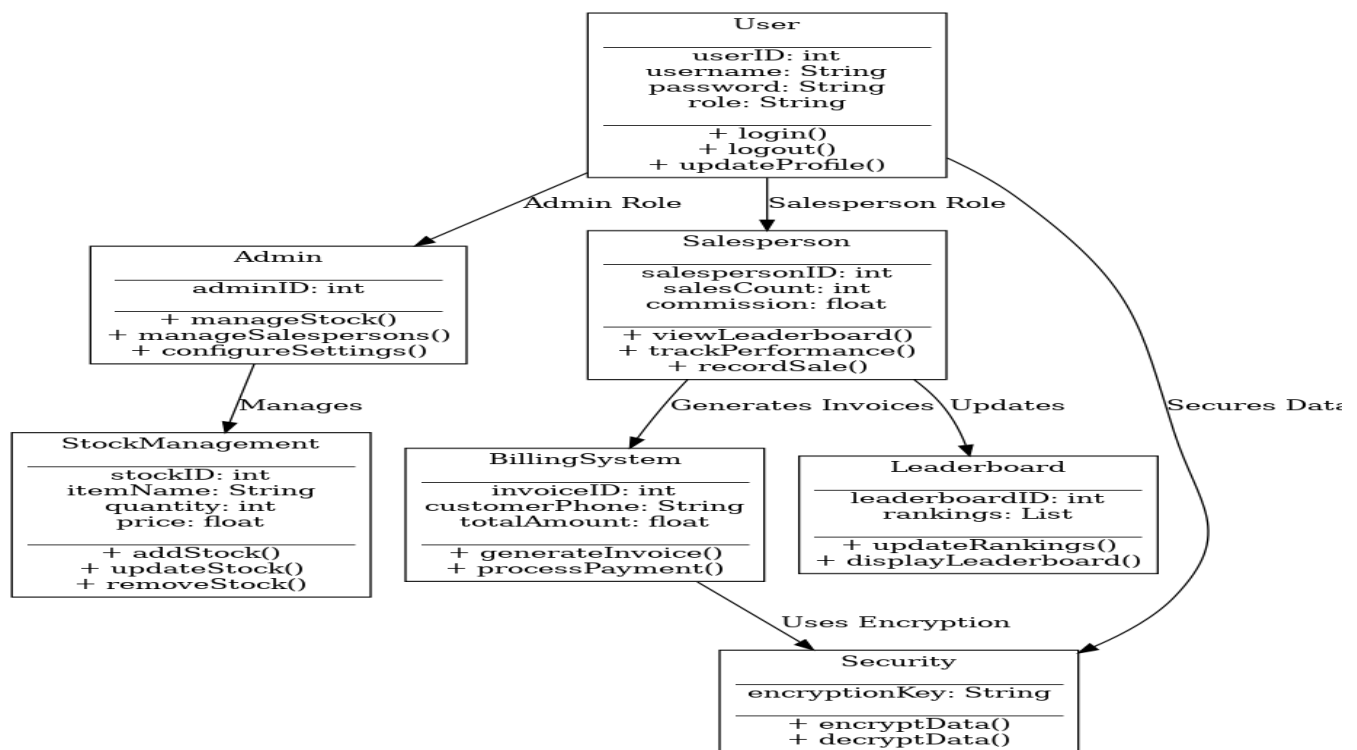 User
userID: int
username: String
password: String
role: String
+ login()
+ logout()
+ updateProfile()
Admin Role
Salesperson Role
Admin
adminID: int
+ manageStock()
+ manageSalespersons()
+ configureSettings()
Salesperson
salespersonID: int
salesCount: int
commission: float
+ viewLeaderboard()
+ trackPerformance()
+ recordSale()
Manages
Generates Invoices
Updates
Secures Data
StockManagement
stockID: int
itemName: String
quantity: int
price: float
+ addStock()
+ updateStock()
+ removeStock()
BillingSystem
invoiceID: int
customerPhone: String
totalAmount: float
+ generateInvoice()
+ processPayment()
Leaderboard
leaderboardID: int
rankings: List
+ updateRankings()
+ displayLeaderboard()
Uses Encryption
Security
encryptionKey: String
+ encryptData()
+ decryptData()